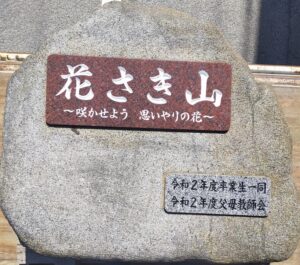 花さき山
～咲かせよう　思いやりの花～
令和2年度卒業生一同
令和2年度父母教師会